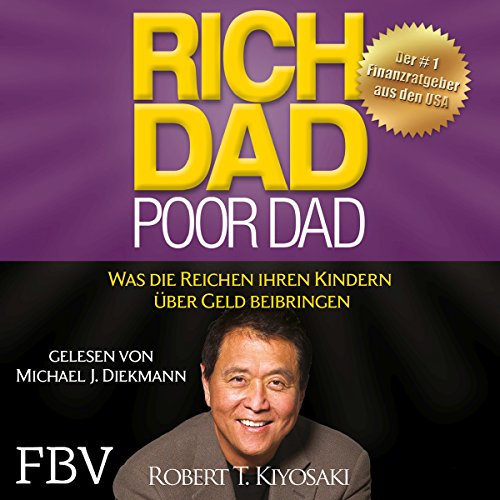 RICH
DAD
POOR DAD
Der # 1
Finanzratgeber
aus den USA
WAS DIE REICHEN IHREN KINDERN
ÜBER GELD BEIBRINGEN
GELESEN VON
MICHAEL J. DIEKMANN
FBV
ROBERT T. KIYOSAKI